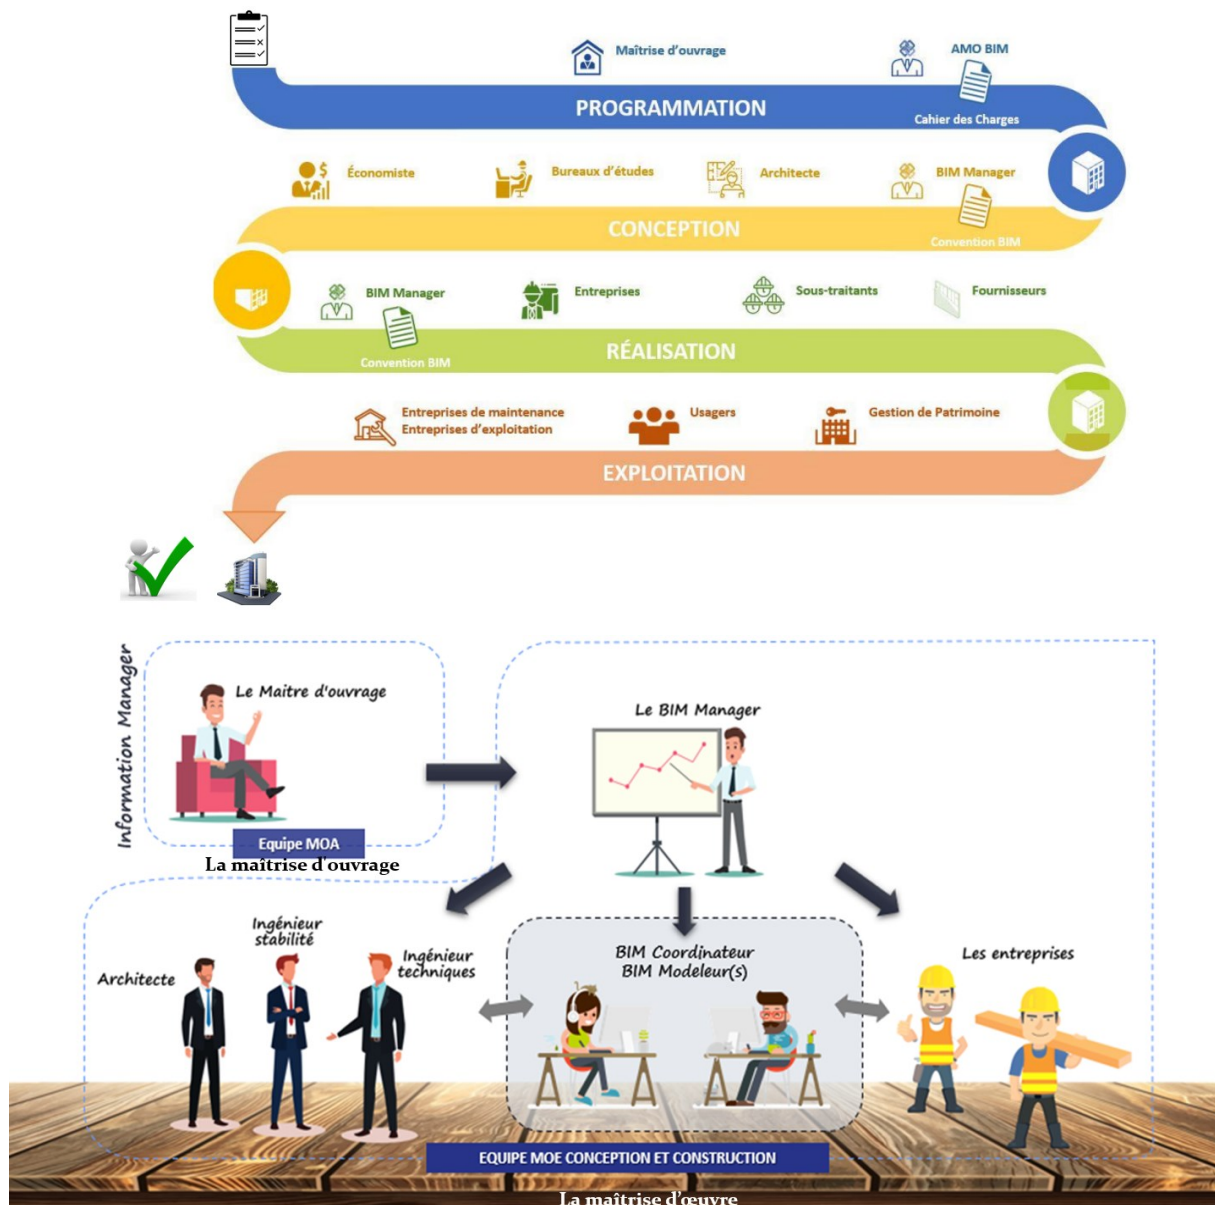 Maîtrise d'ouvrage
AMO BIM
PROGRAMMATION
Cahier des Charges
Économiste
Bureaux d'études
Architecte
BIM Manager
CONCEPTION
Convention BIM
BIM Manager
Entreprises
Sous-traitants
Fournisseurs
RÉALISATION
Convention BIM
Entreprises de maintenance
Entreprises d'exploitation
Usagers
Gestion de Patrimoine
EXPLOITATION
Information Manager
Le Maitre d'ouvrage
Equipe MOA
La maîtrise d'ouvrage
Le BIM Manager
Architecte
Ingénieur
stabilité
Ingénieur
techniques
BIM Coordinateur
BIM Modeleur(s)
Les entreprises
EQUIPE MOE CONCEPTION ET CONSTRUCTION
La maîtrise d'œuvre